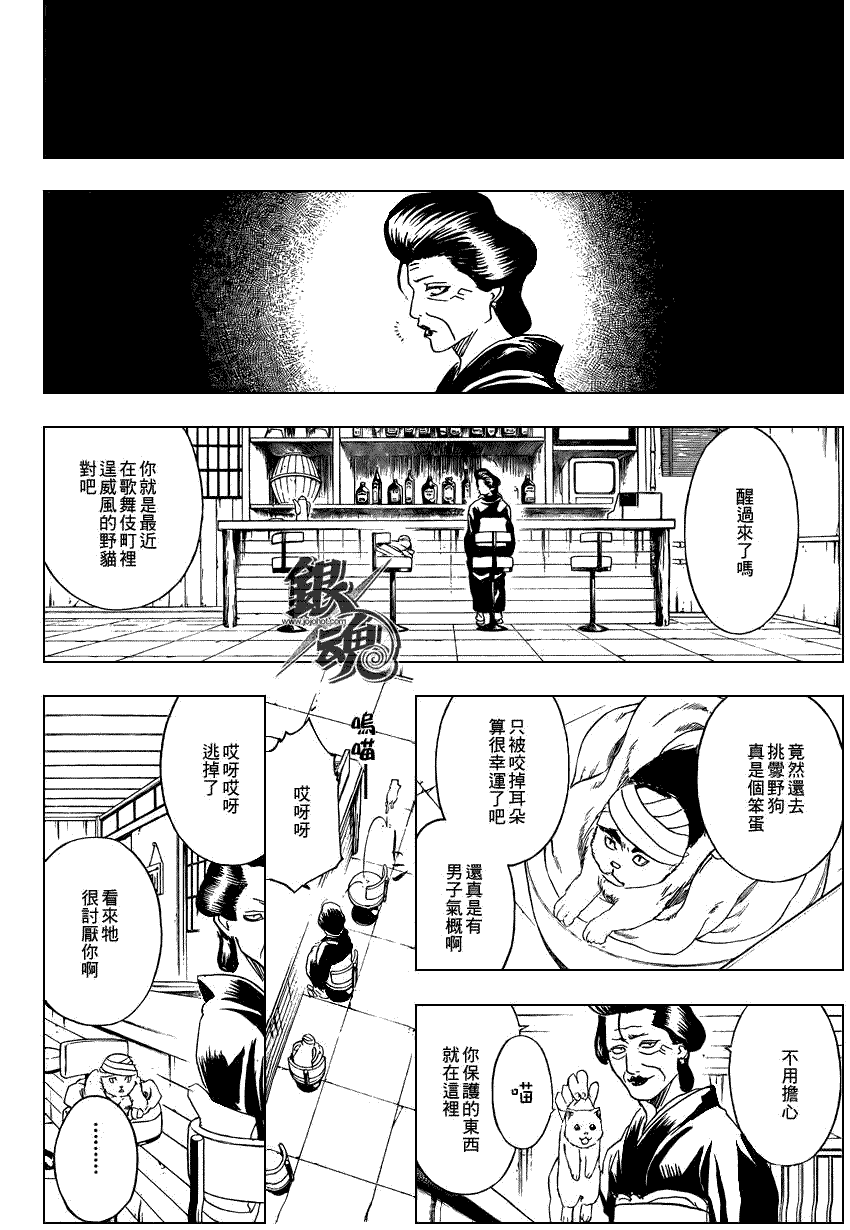 醒過來了嗎
你就是最近
在歌舞伎町裡
逞威風的野貓
對吧
銀魂
www.jojohot.com
竟然還去
挑釁野狗
真是個笨蛋
只被咬掉耳朵
算很幸運了吧
還真是有
男子氣概啊
不用擔心
你保護的東西
就在這裡
喵
嗚喵——
哎呀呀
哎呀哎呀
逃掉了
看來牠
很討厭你啊
………